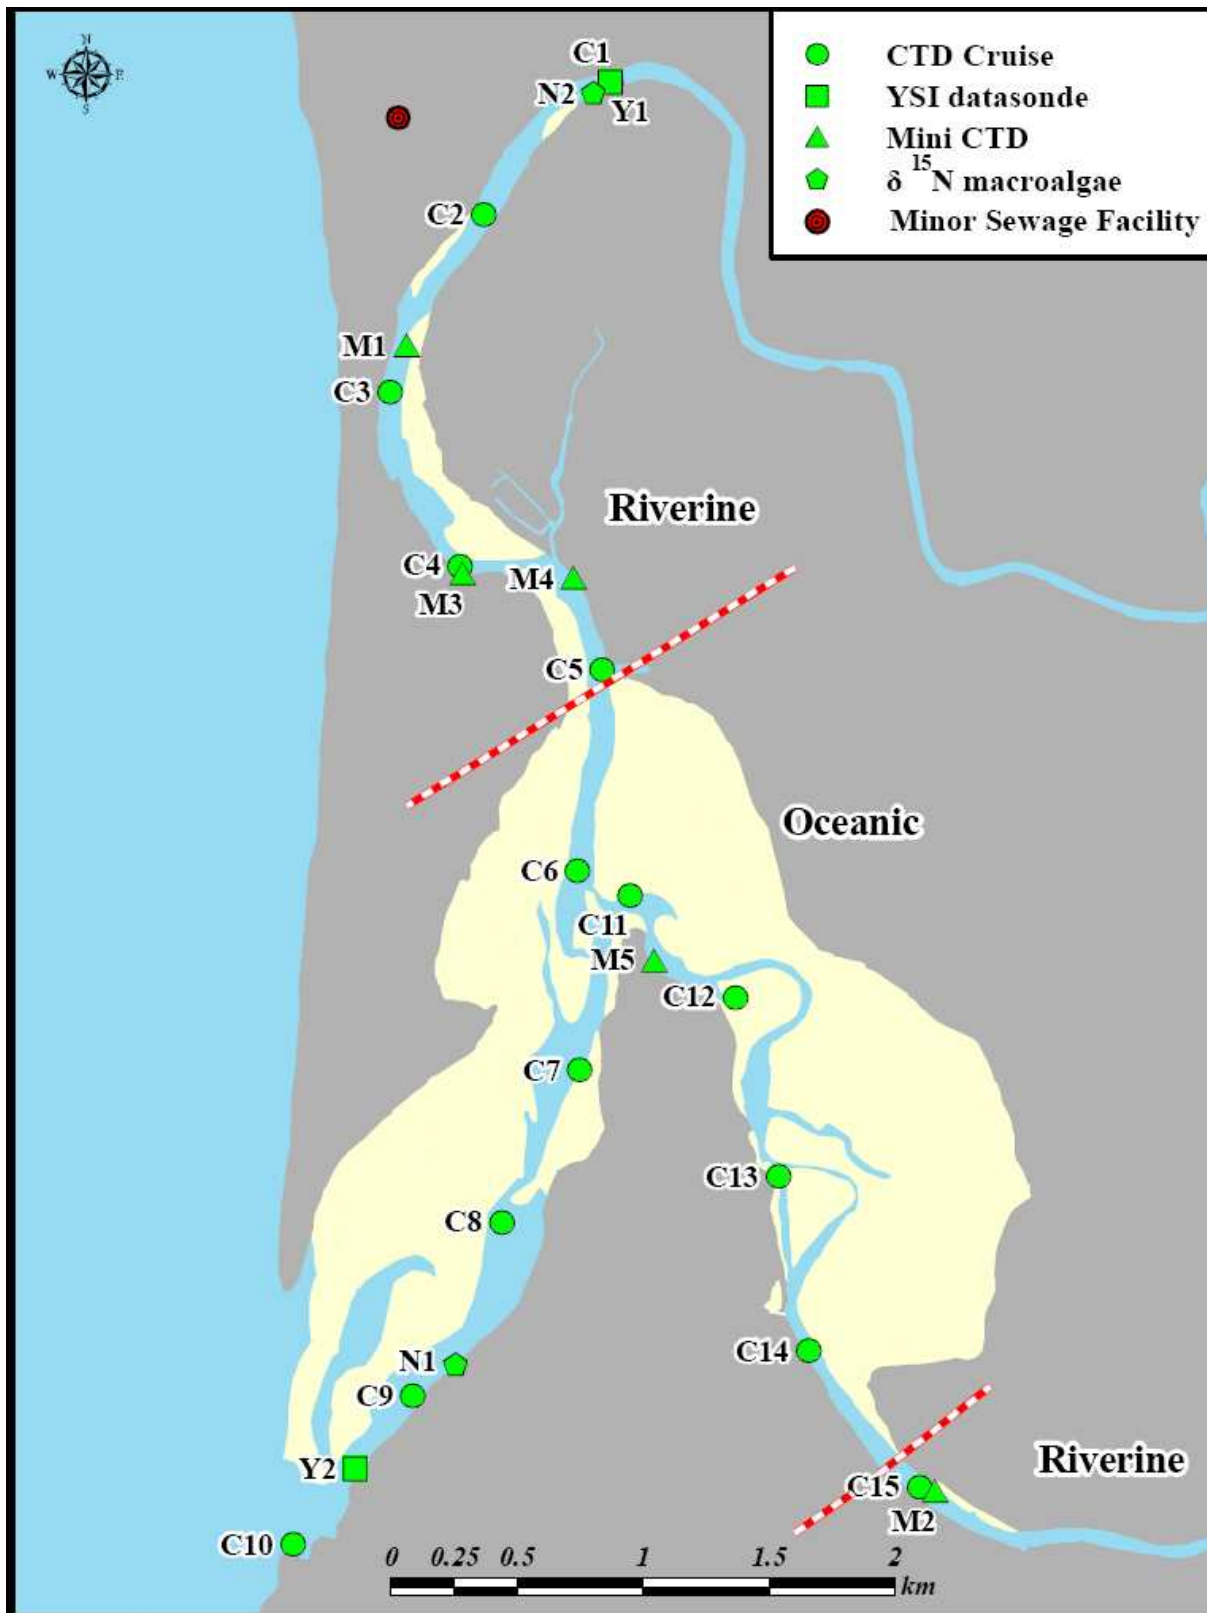 N
W E
S
CTD Cruise
YSI datasonde
Mini CTD
δ 15N macroalgae
Minor Sewage Facility
C1
N2
Y1
C2
M1
C3
Riverine
C4
M4
M3
C5
Oceanic
C6
C11
M5
C12
C7
C13
C8
C14
N1
C9
Riverine
Y2
C15
M2
C10
0 0.25 0.5 1 1.5 2
km